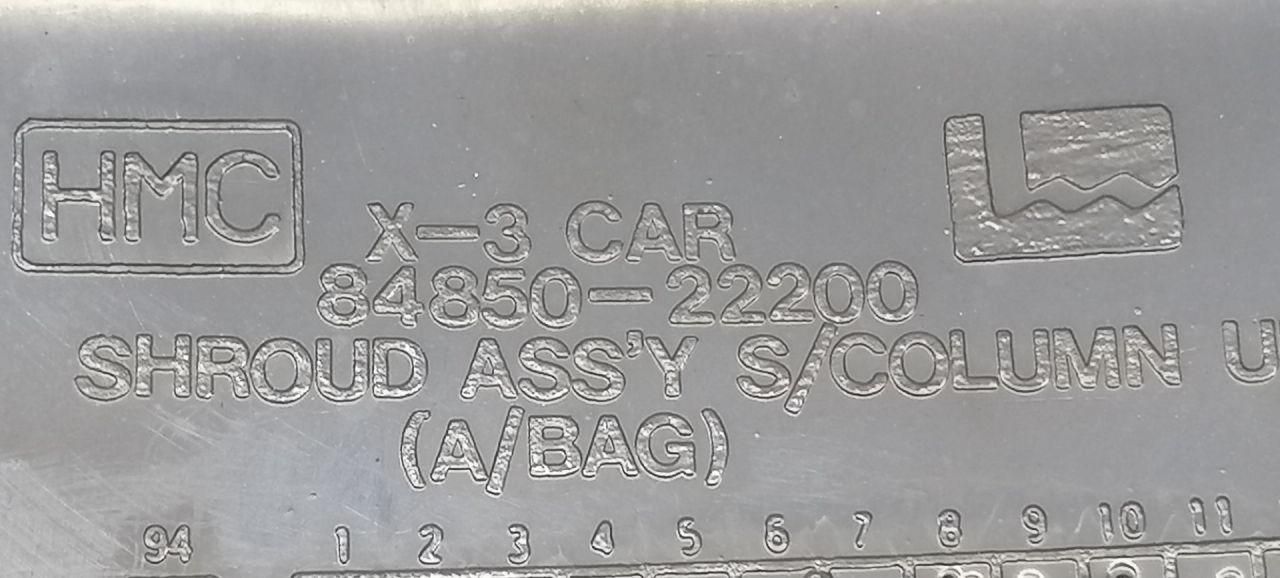 HMC
X-3 CAR
84850-22200
SHROUD ASS'Y S/COLUMN U
(A/BAG)
94 1 2 3 4 5 6 7 8 9 10 11